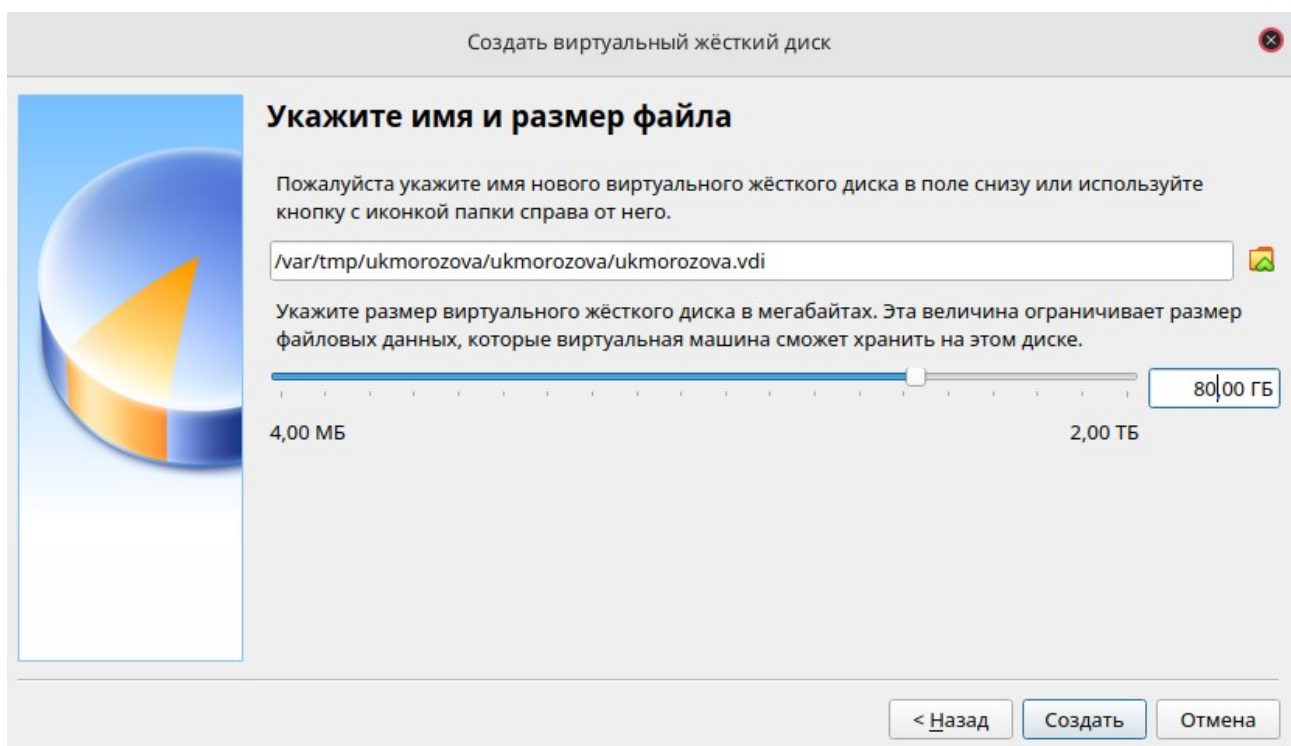 Создать виртуальный жёсткий диск
Укажите имя и размер файла
Пожалуйста укажите имя нового виртуального жёсткого диска в поле снизу или используйте
кнопку с иконкой папки справа от него.
/var/tmp/ukmorozova/ukmorozova/ukmorozova.vdi
Укажите размер виртуального жёсткого диска в мегабайтах. Эта величина ограничивает размер
файловых данных, которые виртуальная машина сможет хранить на этом диске.
80,00 ГБ
4,00 МБ
2,00 ТБ
< Назад
Создать
Отмена